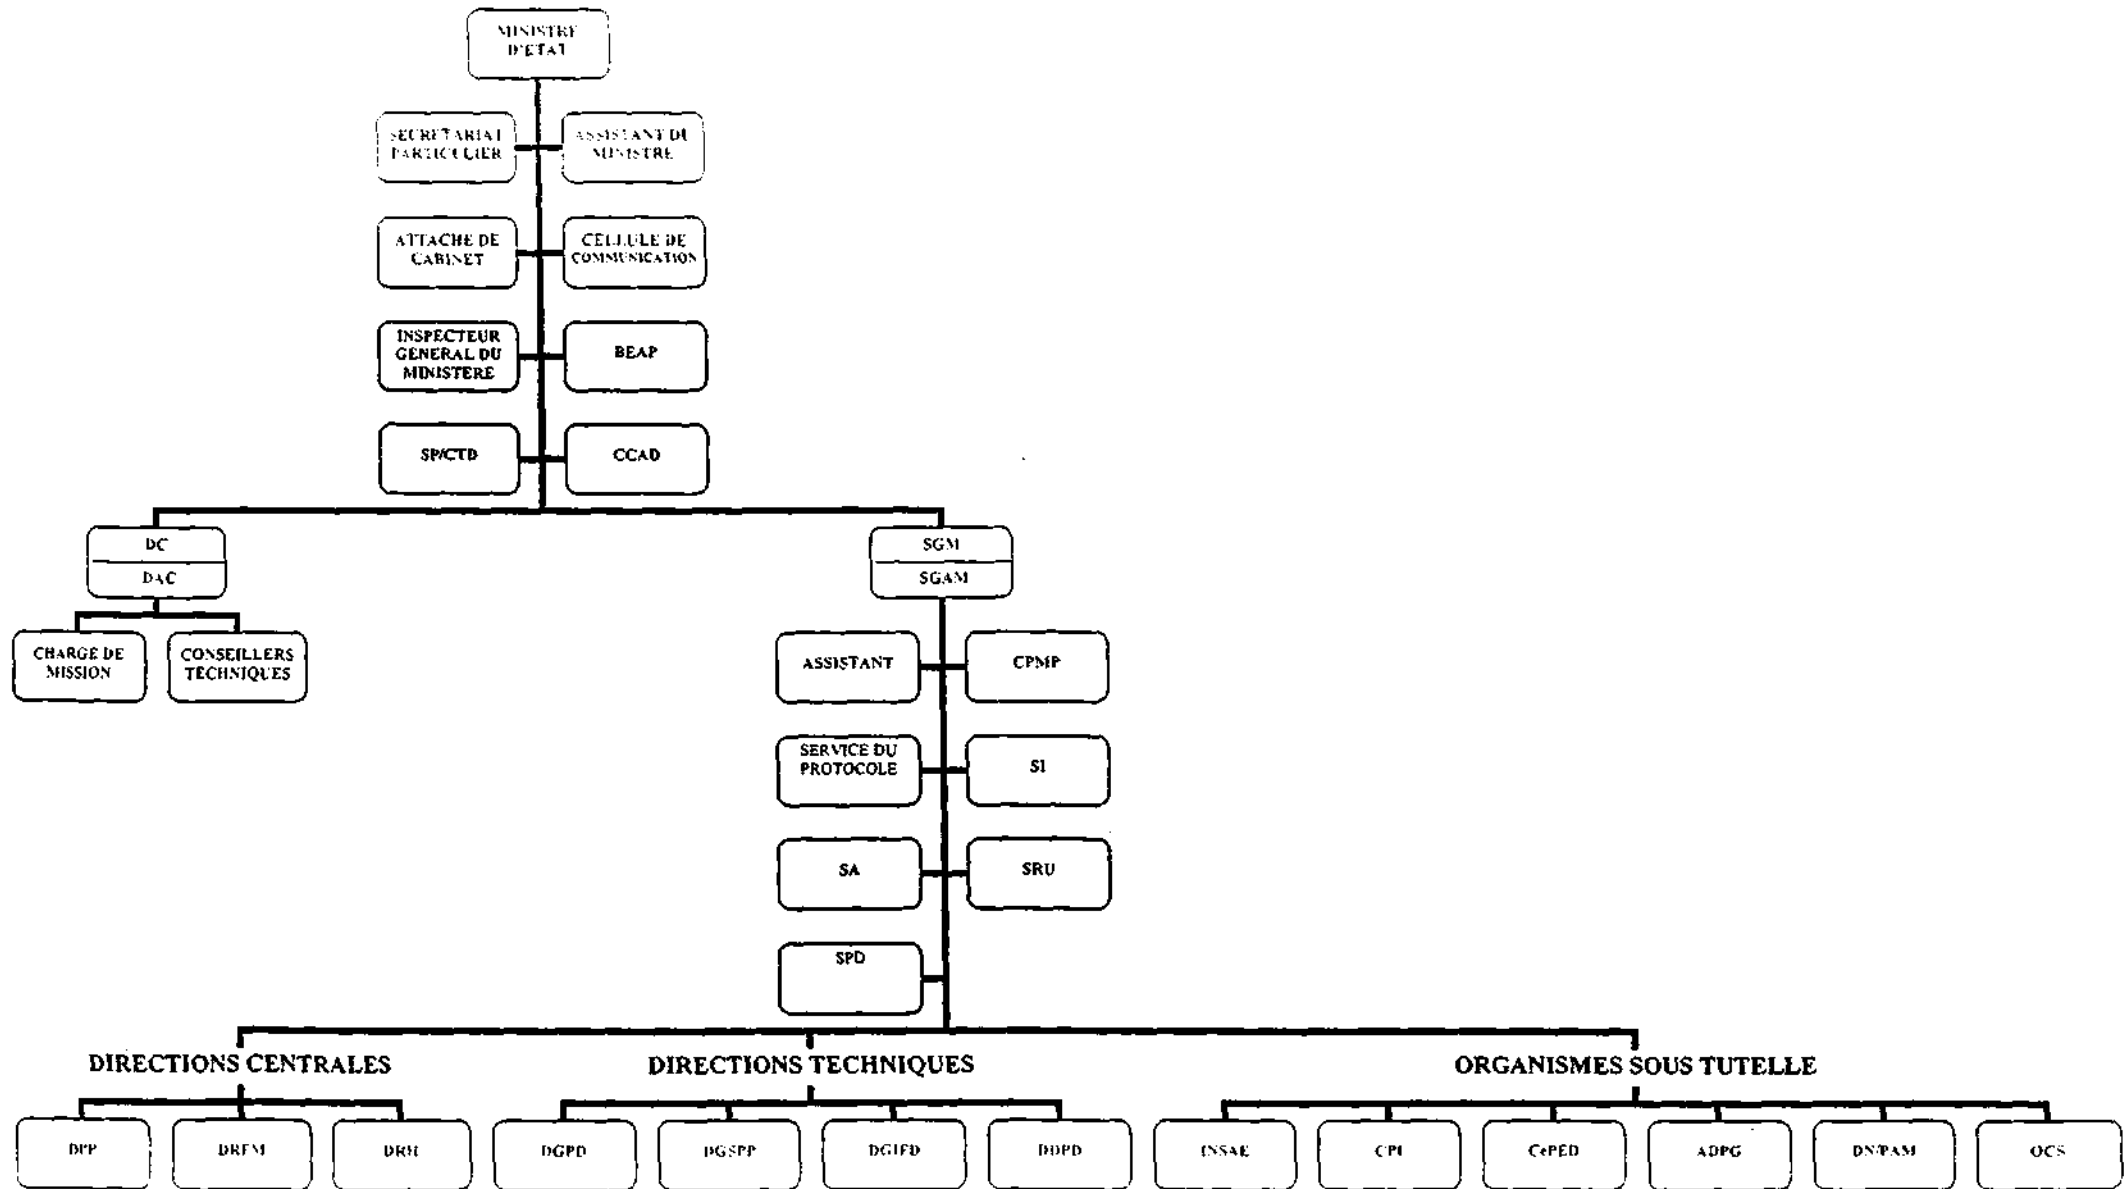 MINISTRE
D'ETAT
SECRETARIAT
PARTICULIER
ASSISTANT DU
MINISTRE
ATTACHE DE
CABINET
CELLULE DE
COMMUNICATION
INSPECTEUR
GENERAL DU
MINISTERE
BEAP
SP/CTD
CCAD
DC
DAC
SGM
SGAM
CHARGE DE
MISSION
CONSEILLERS
TECHNIQUES
ASSISTANT
CPMP
SERVICE DU
PROTOCOLE
SI
SA
SRU
SPD
DIRECTIONS CENTRALES
DIRECTIONS TECHNIQUES
ORGANISMES SOUS TUTELLE
DPP
DRFM
DRH
DGPD
DGSPP
DGIFD
DDPD
INSAE
CPI
CePED
ADPG
DN/PAM
OCS